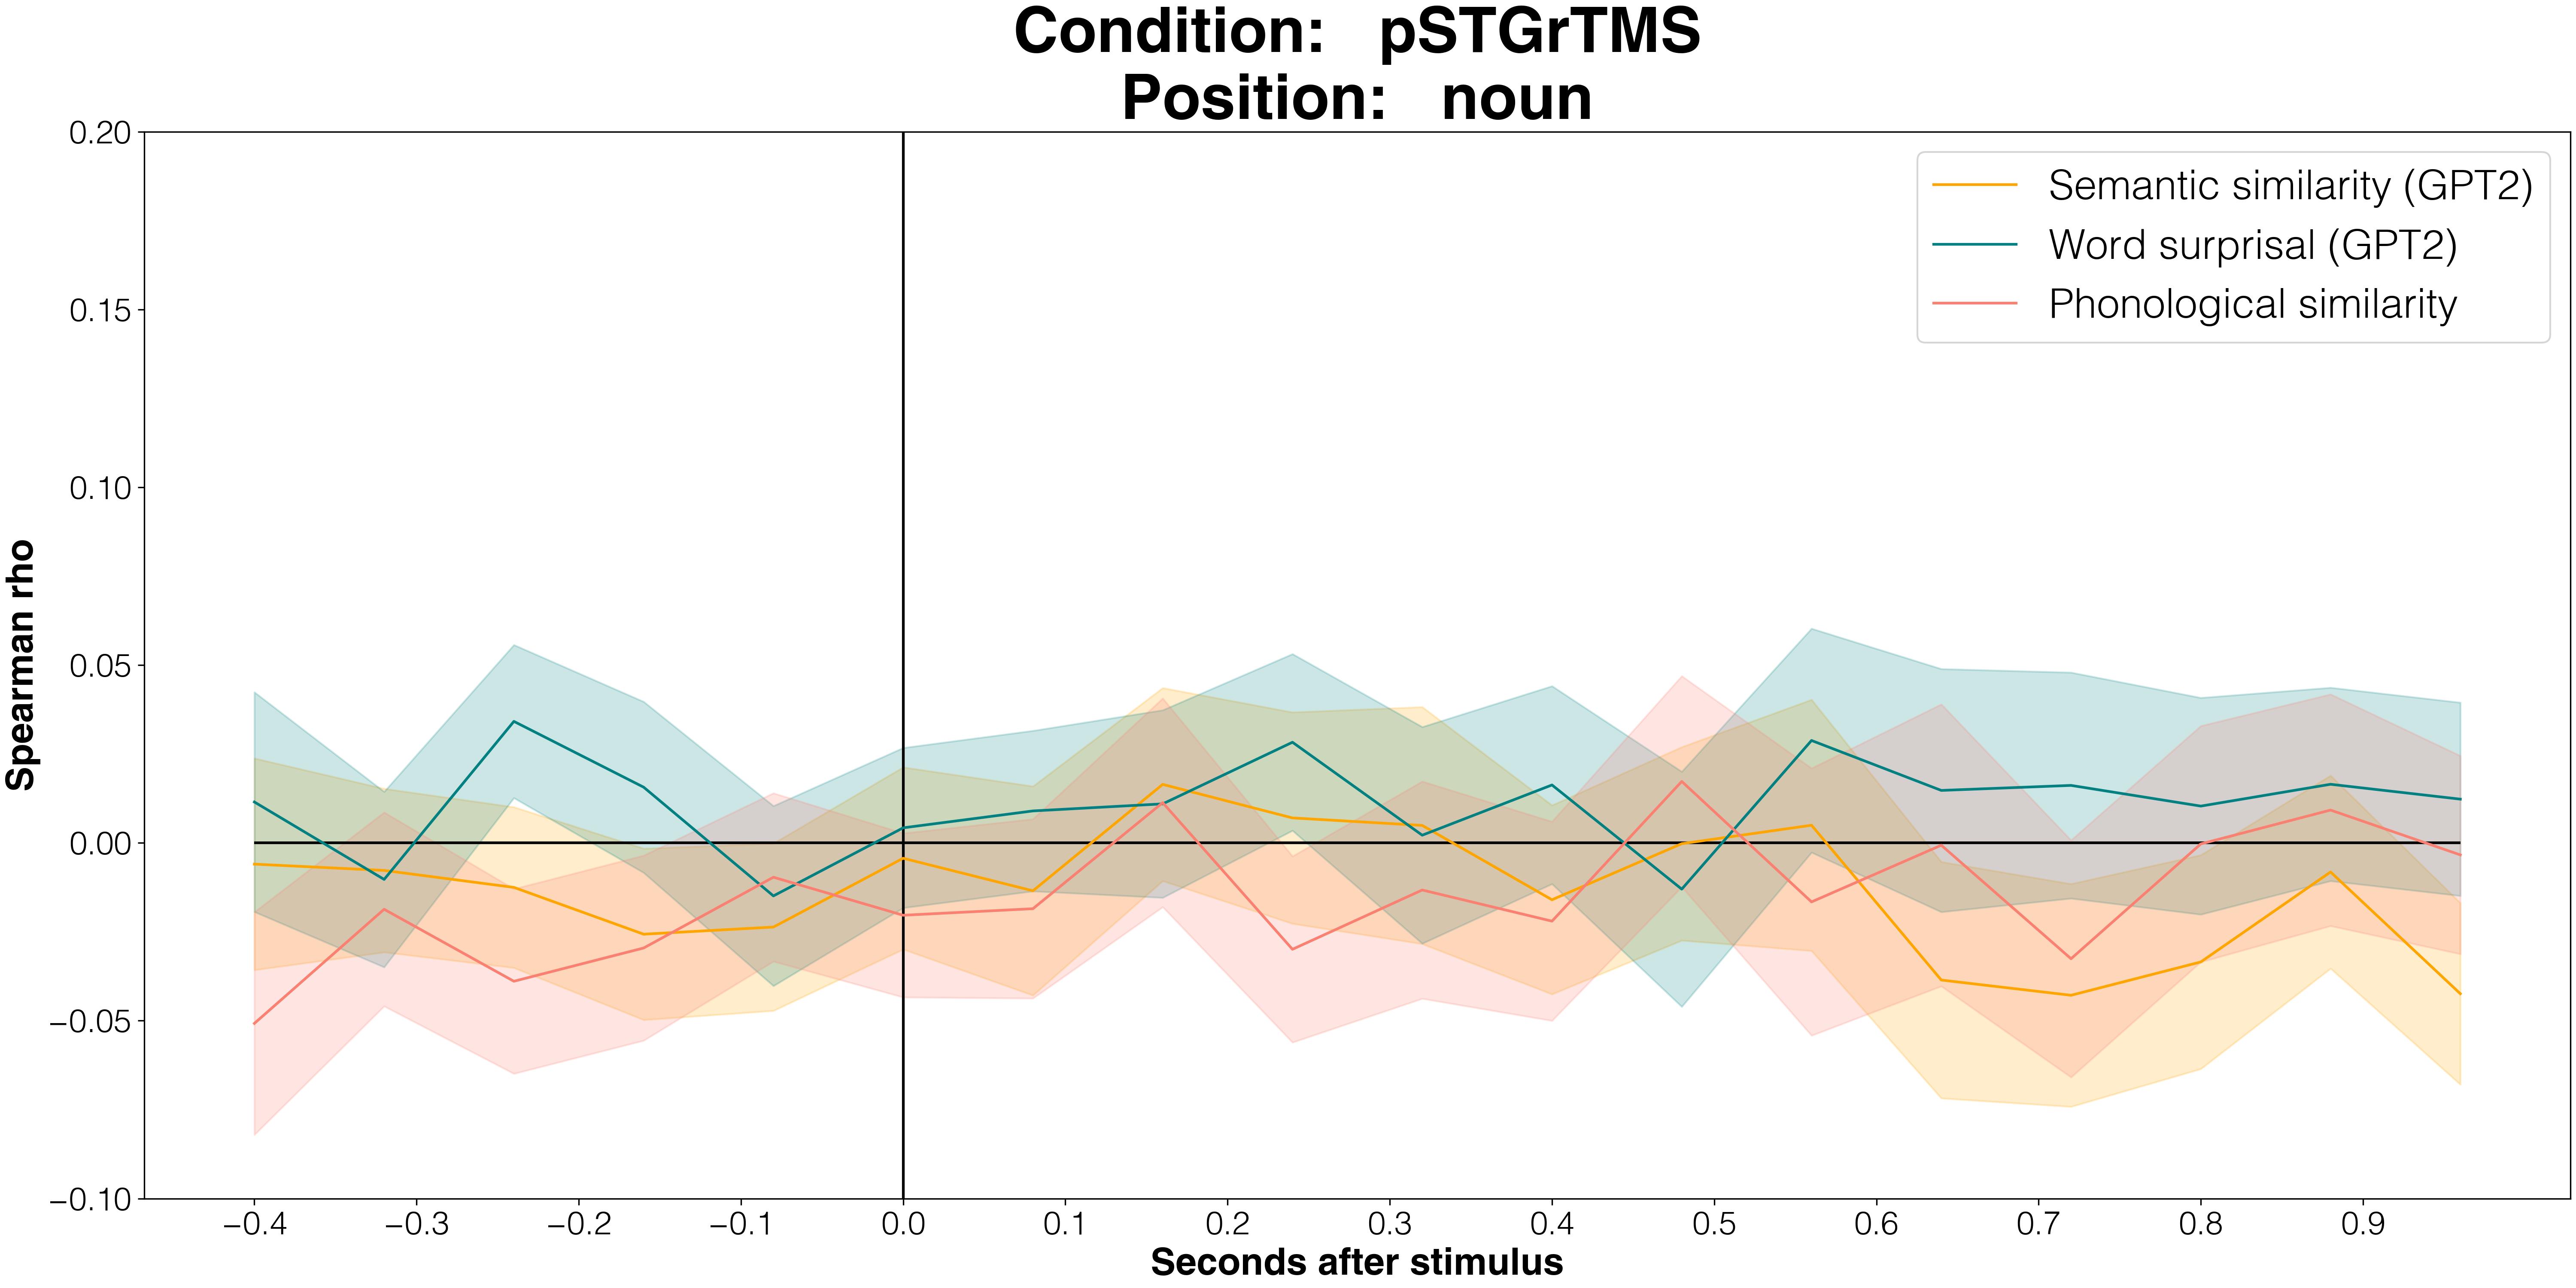 Condition: pSTGrTMS
Position: noun
0.20
0.15
0.10
0.05
0.00
−0.05
−0.10
Spearman rho
Semantic similarity (GPT2)
Word surprisal (GPT2)
Phonological similarity
−0.4 −0.3 −0.2 −0.1 0.0 0.1 0.2 0.3 0.4 0.5 0.6 0.7 0.8 0.9
Seconds after stimulus